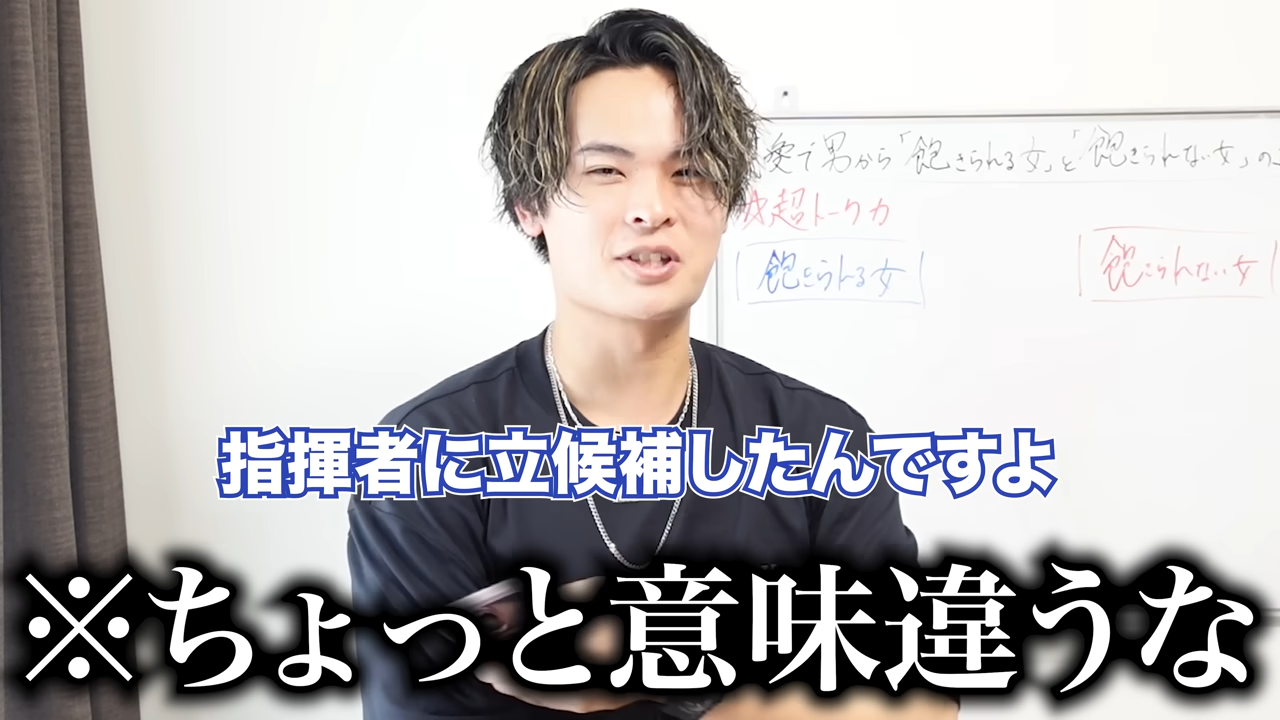 愛で男から「飽きられる女」と「飽きられない女」の
☆超トーク力
飽きられる女
飽きられない女
指揮者に立候補したんですよ
※ちょっと意味違うな